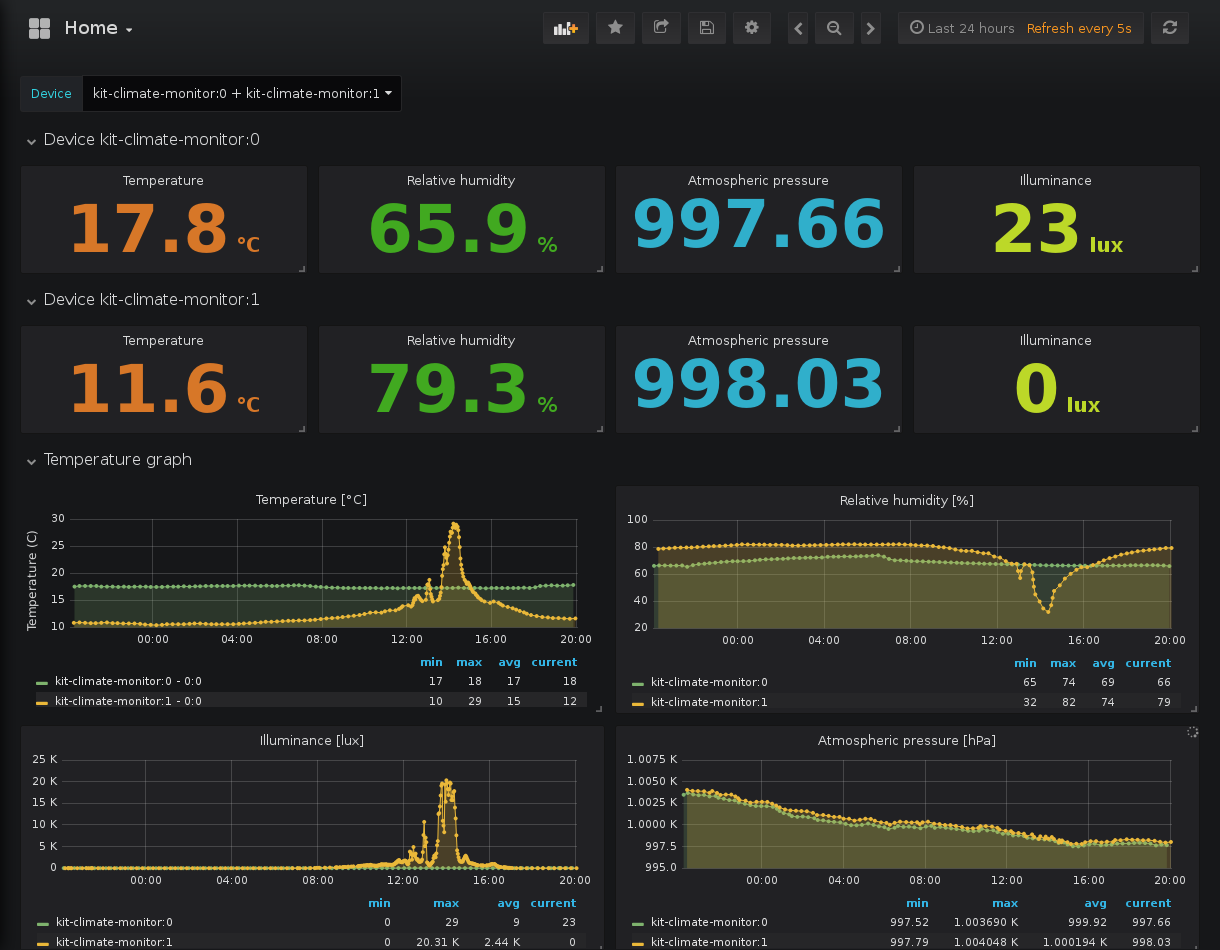 Home
Last 24 hours Refresh every 5s
Device kit-climate-monitor:0 + kit-climate-monitor:1
Device kit-climate-monitor:0
Temperature Relative humidity Atmospheric pressure Illuminance
17.8 °C 65.9 % 997.66 23 lux
Device kit-climate-monitor:1
Temperature Relative humidity Atmospheric pressure Illuminance
11.6 °C 79.3 % 998.03 0 lux
Temperature graph
Temperature [°C]
Temperature (C)
30
25
20
15
10
00:00 04:00 08:00 12:00 16:00 20:00
min max avg current
kit-climate-monitor:0 - 0:0 17 18 17 18
kit-climate-monitor:1 - 0:0 10 29 15 12
Relative humidity [%]
100
80
60
40
20
00:00 04:00 08:00 12:00 16:00 20:00
min max avg current
kit-climate-monitor:0 65 74 69 66
kit-climate-monitor:1 32 82 74 79
Illuminance [lux]
25 K
20 K
15 K
10 K
5 K
0
00:00 04:00 08:00 12:00 16:00 20:00
min max avg current
kit-climate-monitor:0 0 29 9 23
kit-climate-monitor:1 0 20.31 K 2.44 K 0
Atmospheric pressure [hPa]
1.0075 K
1.0050 K
1.0025 K
1.0000 K
997.5
995.0
00:00 04:00 08:00 12:00 16:00 20:00
min max avg current
kit-climate-monitor:0 997.52 1.003690 K 999.92 997.66
kit-climate-monitor:1 997.79 1.004048 K 1.000194 K 998.03